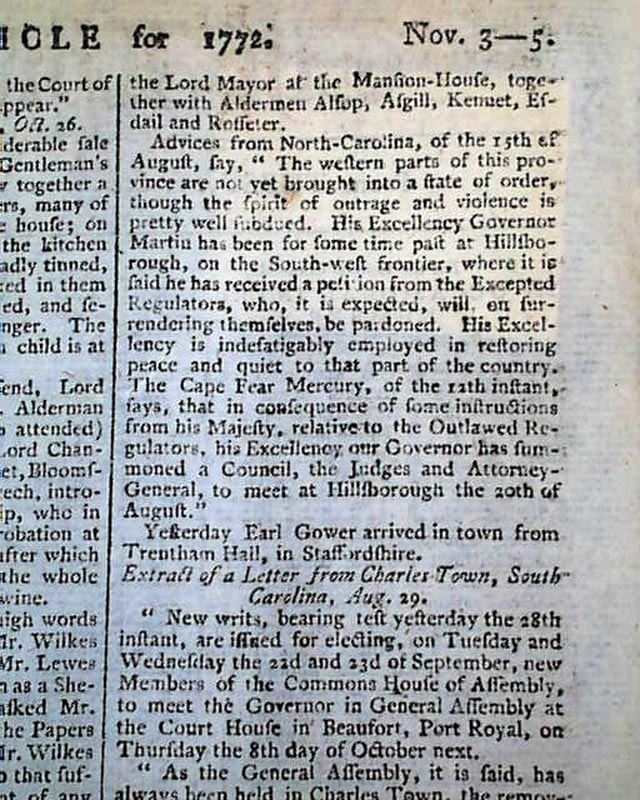 ICLE for 1772.
Nov. 3—5.
the Court of
ppear."
Oct. 26.
derable sale
Gentleman's
together a
ers, many of
e house; on
the kitchen
adly tinned,
ed in them
ed, and se-
nger. The
child is at
send, Lord
Alderman
attended)
Lord Chan-
et, Bloomſ-
eech, intro-
ip, who in
robation at
after which
the whole
wine.
high words
Mr. Wilkes
Mr. Lewes
n as a She-
aſked Mr.
the Papers
Mr. Wilkes
o that ſuf-
of any
the Lord Mayor at the Manſion-Houſe, toge-
ther with Aldermen Alſop, Aſgill, Kennet, Eſ-
dail and Roſſeter.
Adviceſ from North-Carolina, of the 15th of
Auguſt, ſay, " The weſtern parts of this pro-
vince are not yet brought into a ſtate of order,
though the ſpirit of outrage and violence is
pretty well ſubdued. His Excellency Governor
Martin has been for ſome time paſt at Hillſbo-
rough, on the South-weſt frontier, where it is
ſaid he has received a petition from the Excepted
Regulators, who, it is expected, will, on ſur-
rendering themſelves, be pardoned. His Excel-
lency is indefatigably employed in reſtoring
peace and quiet to that part of the country.
The Cape Fear Mercury, of the 12th inſtant,
ſays, that in conſequence of ſome inſtructions
from his Majeſty, relative to the Outlawed Re-
gulators, his Excellency our Governor has ſum-
moned a Council, the Judges and Attorney-
General, to meet at Hillſborough the 20th of
Auguſt."
Yeſterday Earl Gower arrived in town from
Trentham Hall, in Staffordſhire.
Extract of a Letter from Charles Town, South
Carolina, Aug. 29.
" New writs, bearing teſt yeſterday the 28th
inſtant, are iſſued for electing, on Tueſday and
Wedneſday the 22d and 23d of September, new
Members of the Commons Houſe of Aſſembly,
to meet the Governor in General Aſſembly at
the Court Houſe in Beaufort, Port Royal, on
Thurſday the 8th day of October next.
" As the General Aſſembly, it is ſaid, has
always been held in Charles Town, the remov-